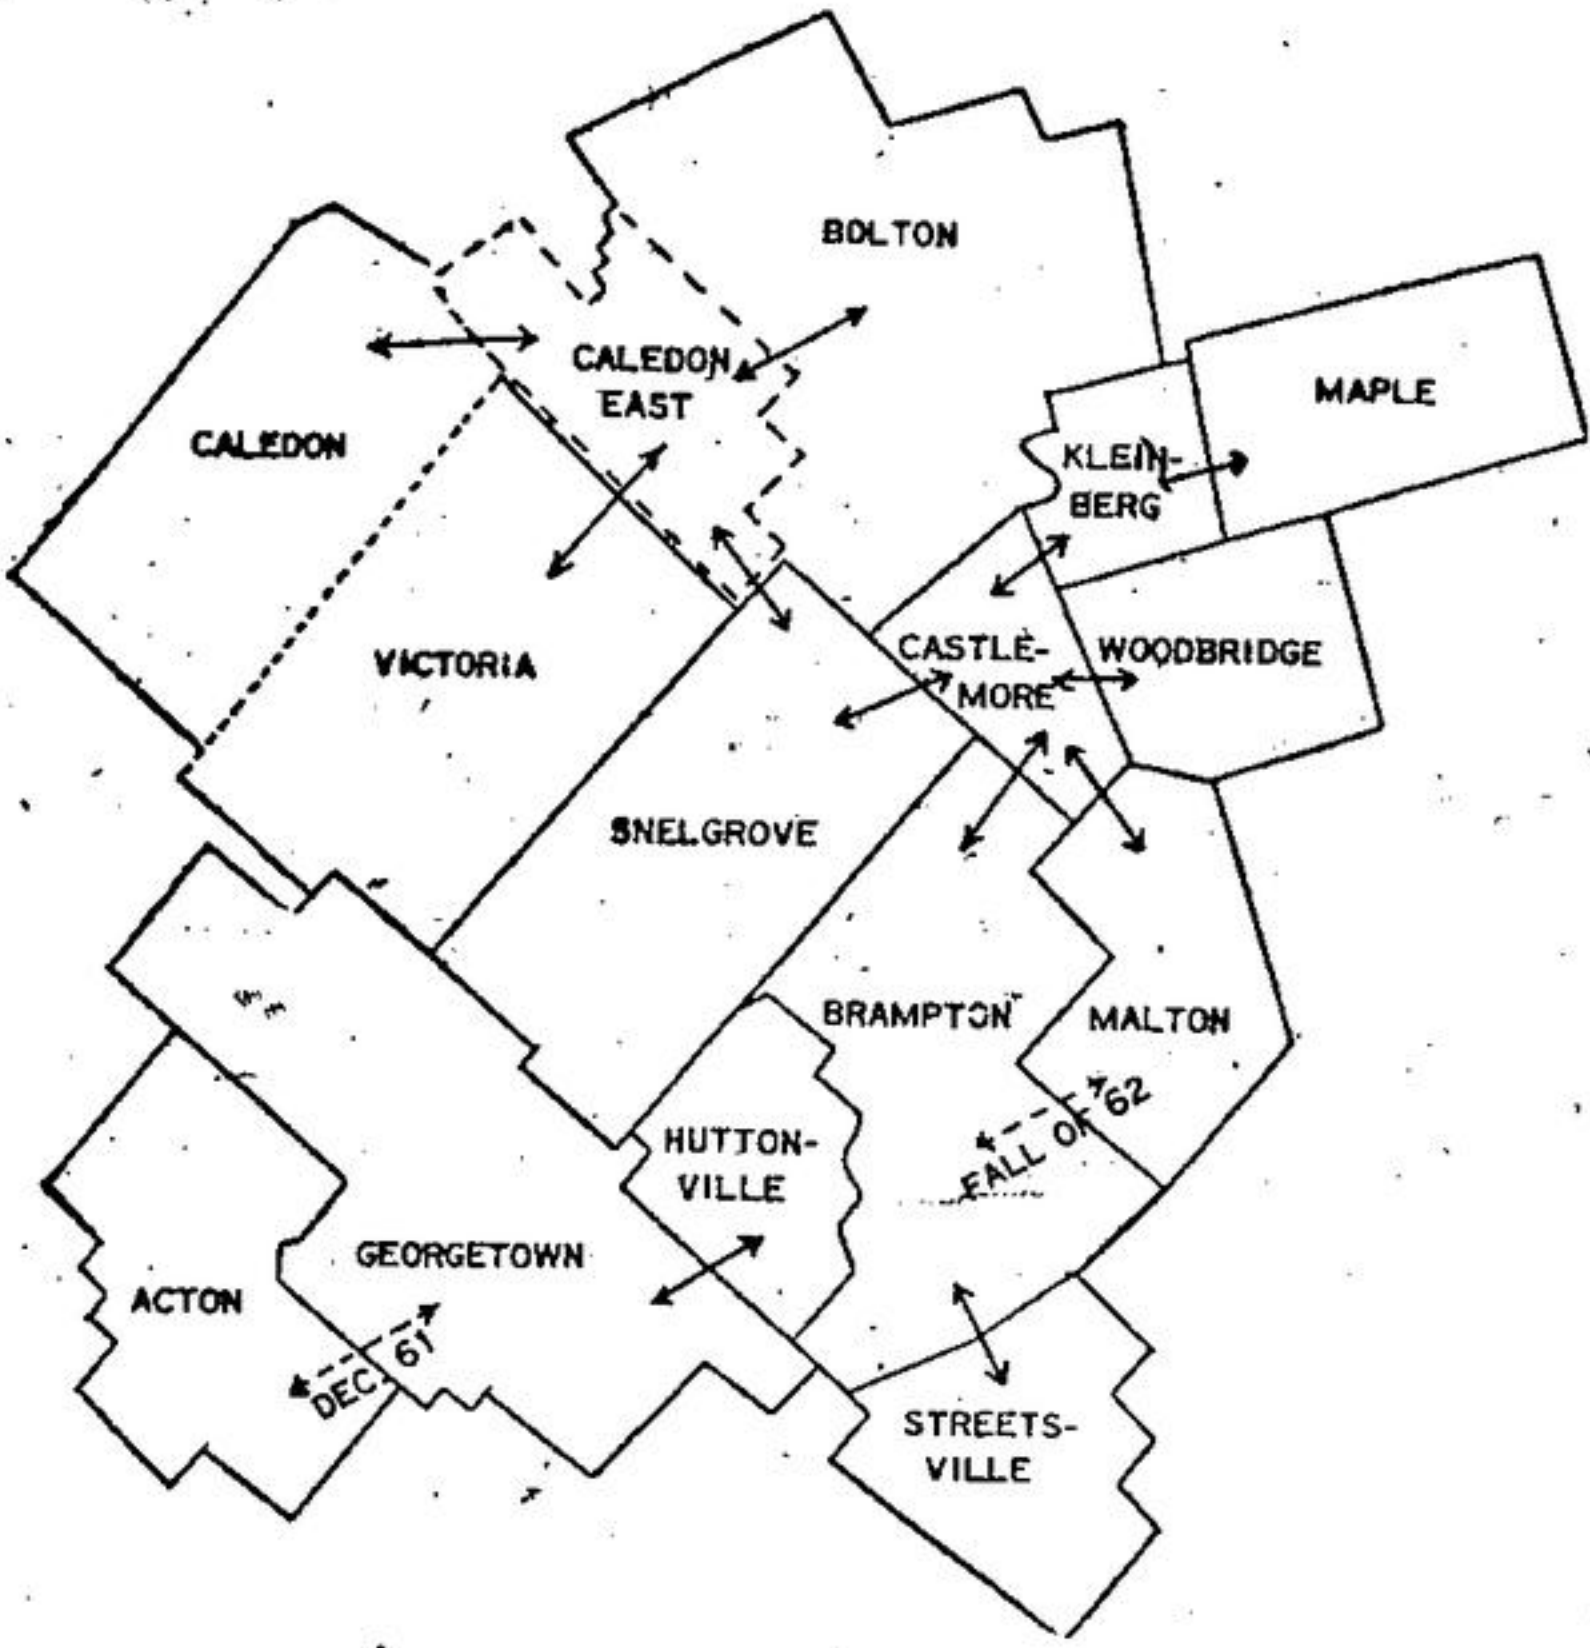 BOLTON
CALEDON
EAST
MAPLE
CALEDON
KLEIN-
BERG
VICTORIA
CASTLE-
MORE
WOODBRIDGE
SNELGROVE
BRAMPTON
MALTON
FALL OF '62
HUTTON-
VILLE
GEORGETOWN
ACTON
DEC. 61
STREETS-
VILLE